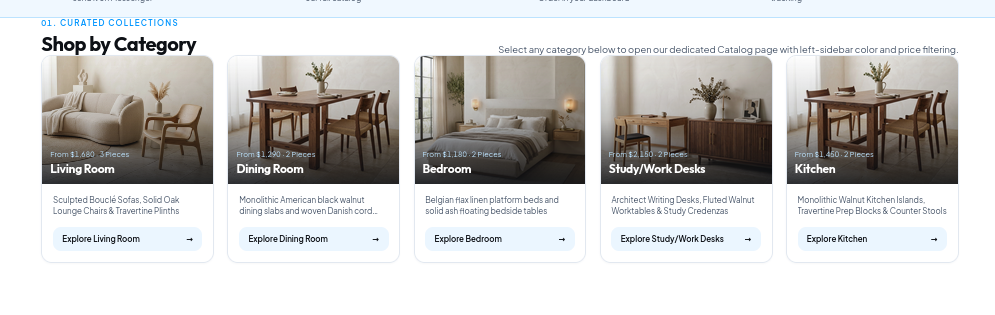 01. CURATED COLLECTIONS
Shop by Category
Select any category below to open our dedicated Catalog page with left-sidebar color and price filtering.
From $1,680 · 3 Pieces
Living Room
Sculpted Bouclé Sofas, Solid Oak
Lounge Chairs & Travertine Plinths
Explore Living Room →
From $1,290 · 2 Pieces
Dining Room
Monolithic American black walnut
dining slabs and woven Danish cord...
Explore Dining Room →
From $1,180 · 2 Pieces
Bedroom
Belgian flax linen platform beds and
solid ash floating bedside tables
Explore Bedroom →
From $2,150 · 2 Pieces
Study/Work Desks
Architect Writing Desks, Fluted Walnut
Worktables & Study Credenzas
Explore Study/Work Desks →
From $1,450 · 2 Pieces
Kitchen
Monolithic Walnut Kitchen Islands,
Travertine Prep Blocks & Counter Stools
Explore Kitchen →